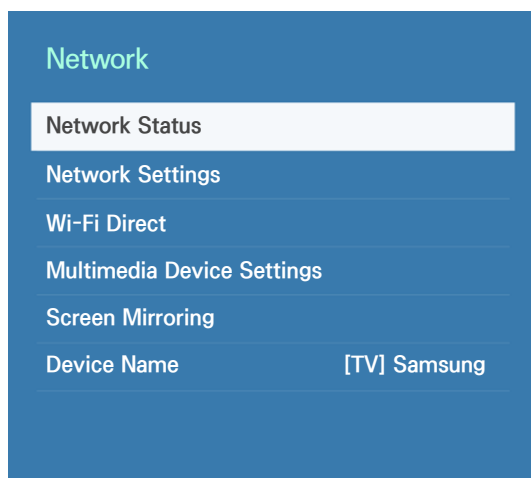 Network
Network Status
Network Settings
Wi-Fi Direct
Multimedia Device Settings
Screen Mirroring
Device Name [TV] Samsung